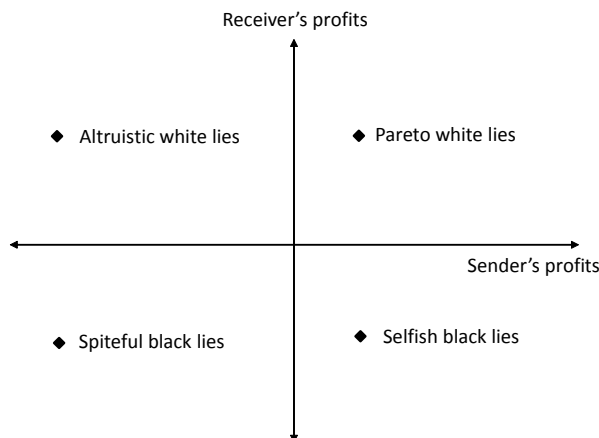 Receiver’s profits
Altruistic white lies
Pareto white lies
Sender’s profits
Spiteful black lies
Selfish black lies